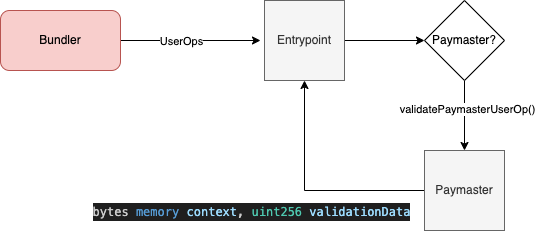 Bundler
UserOps
Entrypoint
Paymaster?
validatePaymasterUserOp()
Paymaster
bytes memory context, uint256 validationData